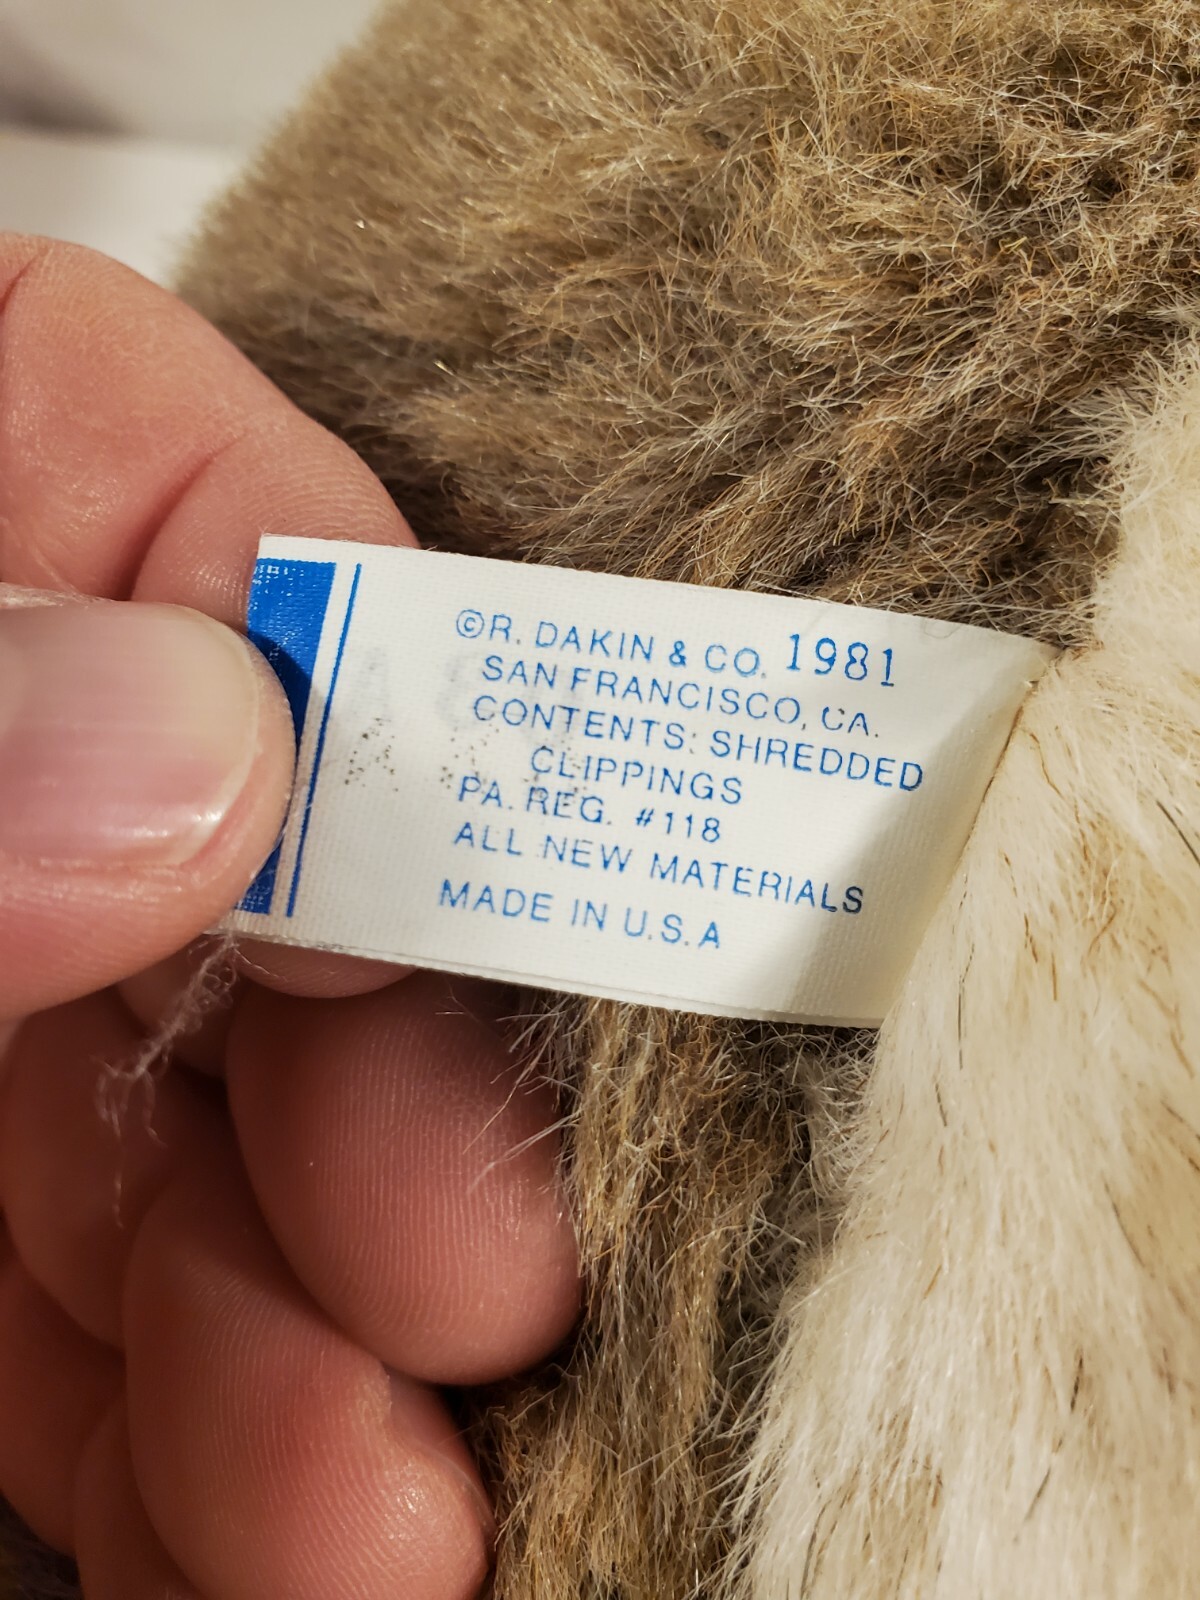 ©R. DAKIN & CO. 1981
SAN FRANCISCO, CA.
CONTENTS: SHREDDED
CLIPPINGS
PA. REG. #118
ALL NEW MATERIALS
MADE IN U.S.A